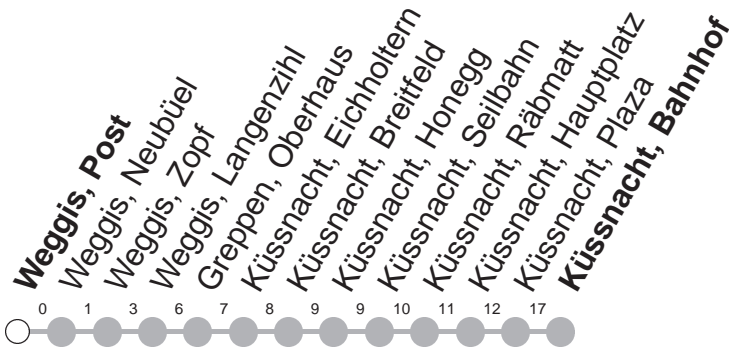 Weggis, Post
Weggis, Neubüel
Weggis, Zopf
Weggis, Langenzihl
Greppen, Oberhaus
Küssnacht, Eichholtern
Küssnacht, Breitfeld
Küssnacht, Honegg
Küssnacht, Seilbahn
Küssnacht, Räbmatt
Küssnacht, Hauptplatz
Küssnacht, Plaza
Küssnacht, Bahnhof
0 1 3 6 7 8 9 9 10 11 12 17